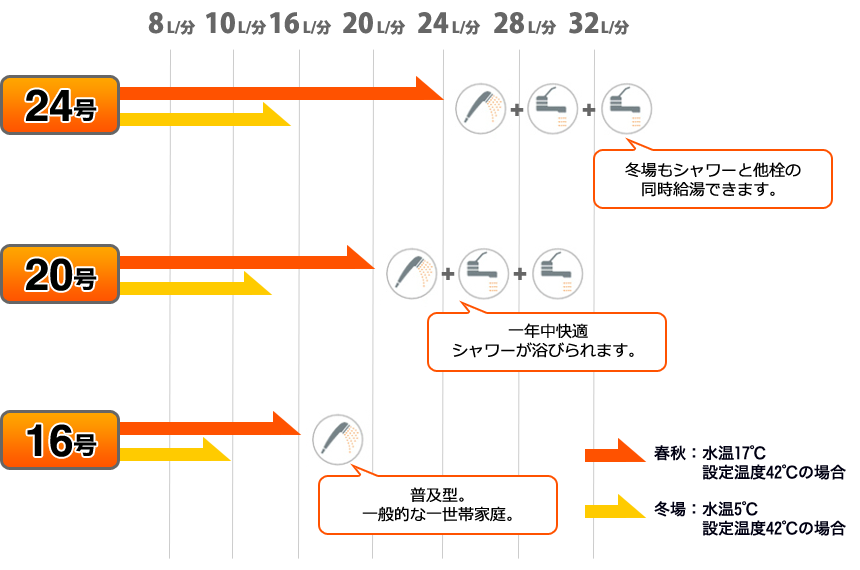 8L/分 10L/分 16L/分 20L/分 24L/分 28L/分 32L/分
24号
冬場もシャワーと他栓の
同時給湯できます。
20号
一年中快適
シャワーが浴びられます。
16号
普及型。
一般的な一世帯家庭。
春秋：水温17℃
設定温度42℃の場合
冬場：水温5℃
設定温度42℃の場合